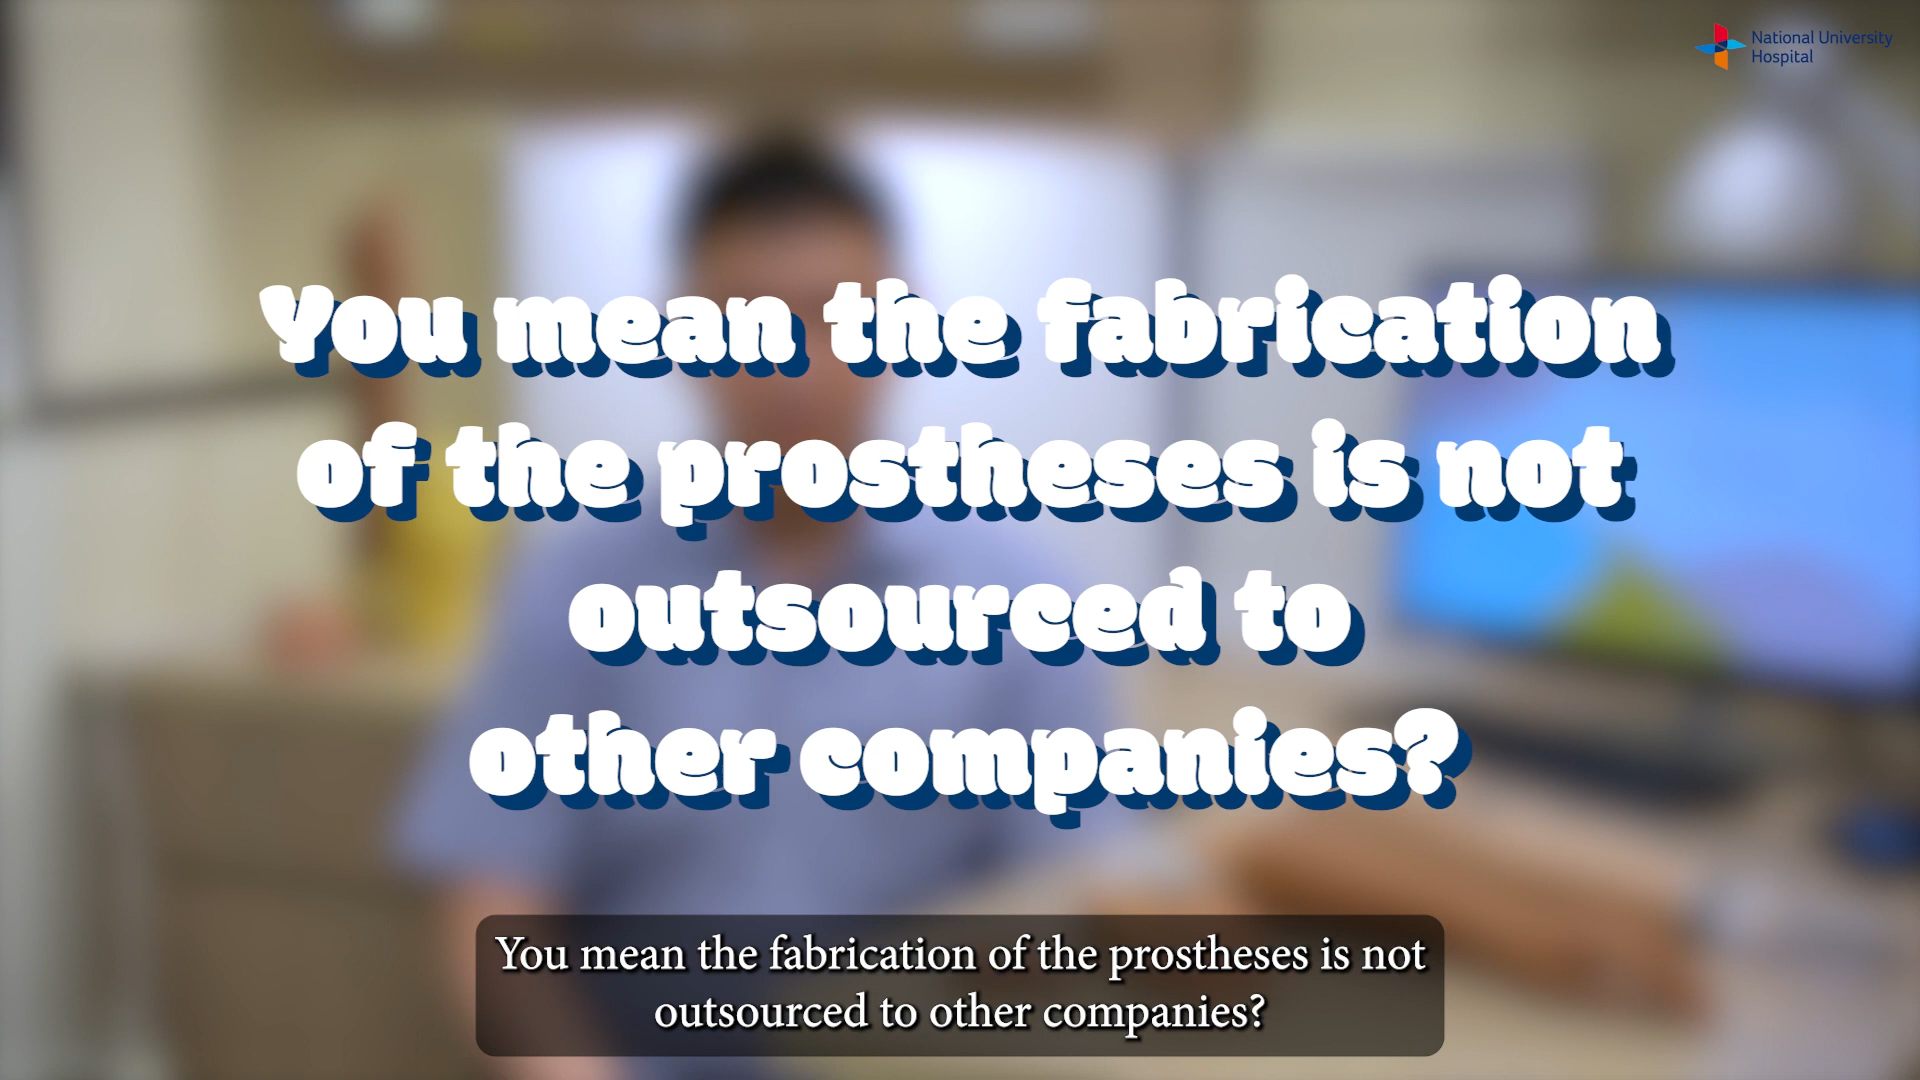 National University
Hospital
You mean the fabrication
of the prostheses is not
outsourced to
other companies?
You mean the fabrication of the prostheses is not
outsourced to other companies?